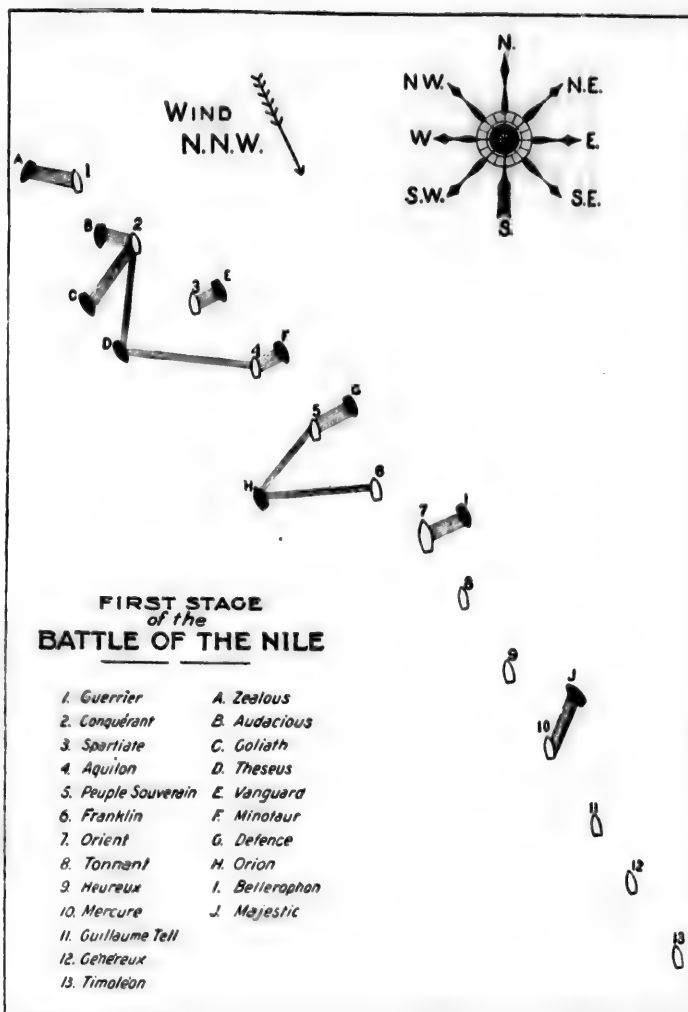 N.
N.W.
N.E.
WIND
N.N.W.
W
E.
S.W.
S.E.
S.
A
1
B
2
C
3
E
D
4
F
5
G
H
6
7
I
8
9
J
10
11
12
13
FIRST STAGE
of the
BATTLE OF THE NILE
1. Guerrier
2. Conquérant
3. Spartiate
4. Aquilon
5. Peuple Souverain
6. Franklin
7. Orient
8. Tonnant
9. Heureux
10. Mercure
11. Guillaume Tell
12. Généreux
13. Timoléon
A. Zealous
B. Audacious
C. Goliath
D. Theseus
E. Vanguard
F. Minotaur
G. Defence
H. Orion
I. Bellerophon
J. Majestic